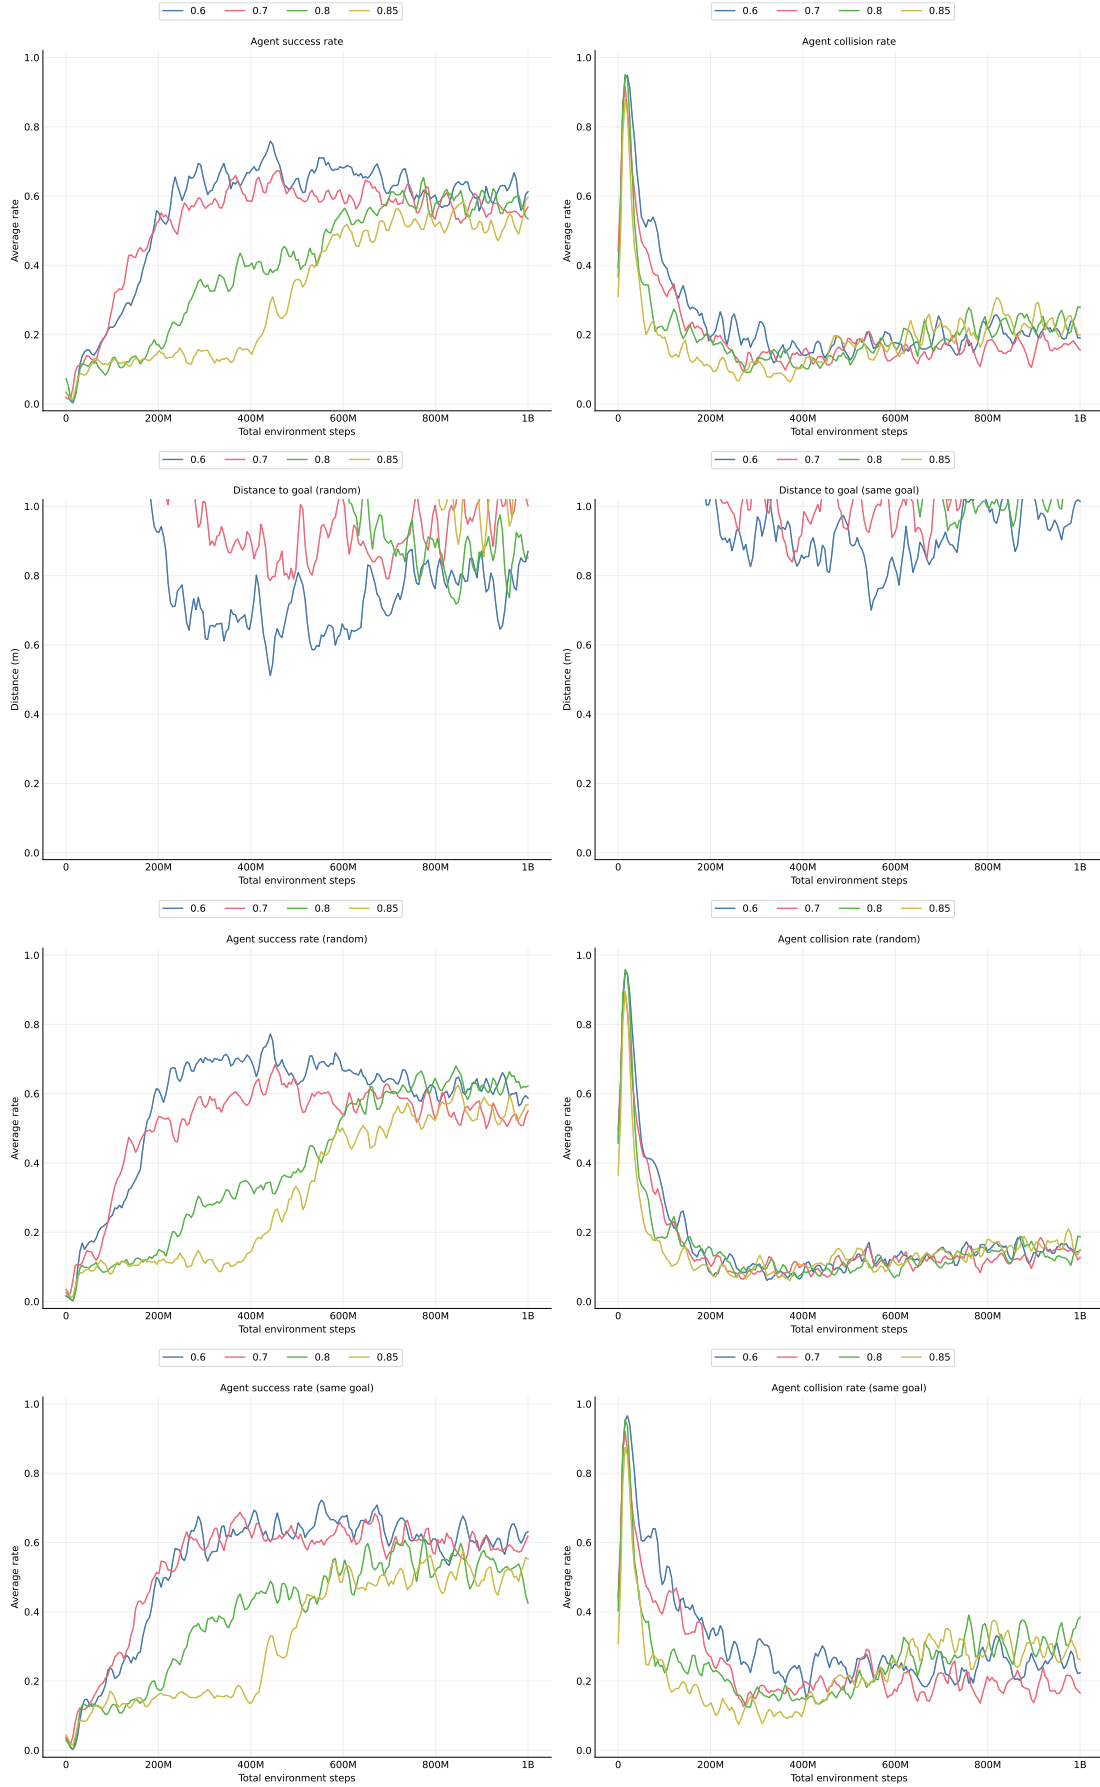 0.6 0.7 0.8 0.85
0.6 0.7 0.8 0.85
Agent success rate
Agent collision rate
1.0
0.8
0.6
0.4
0.2
0.0
Average rate
0 200M 400M 600M 800M 1B
Total environment steps
1.0
0.8
0.6
0.4
0.2
0.0
Average rate
0 200M 400M 600M 800M 1B
Total environment steps
0.6 0.7 0.8 0.85
0.6 0.7 0.8 0.85
Distance to goal (random)
Distance to goal (same goal)
1.0
0.8
0.6
0.4
0.2
0.0
Distance (m)
0 200M 400M 600M 800M 1B
Total environment steps
1.0
0.8
0.6
0.4
0.2
0.0
Distance (m)
0 200M 400M 600M 800M 1B
Total environment steps
0.6 0.7 0.8 0.85
0.6 0.7 0.8 0.85
Agent success rate (random)
Agent collision rate (random)
1.0
0.8
0.6
0.4
0.2
0.0
Average rate
0 200M 400M 600M 800M 1B
Total environment steps
1.0
0.8
0.6
0.4
0.2
0.0
Average rate
0 200M 400M 600M 800M 1B
Total environment steps
0.6 0.7 0.8 0.85
0.6 0.7 0.8 0.85
Agent success rate (same goal)
Agent collision rate (same goal)
1.0
0.8
0.6
0.4
0.2
0.0
Average rate
0 200M 400M 600M 800M 1B
Total environment steps
1.0
0.8
0.6
0.4
0.2
0.0
Average rate
0 200M 400M 600M 800M 1B
Total environment steps